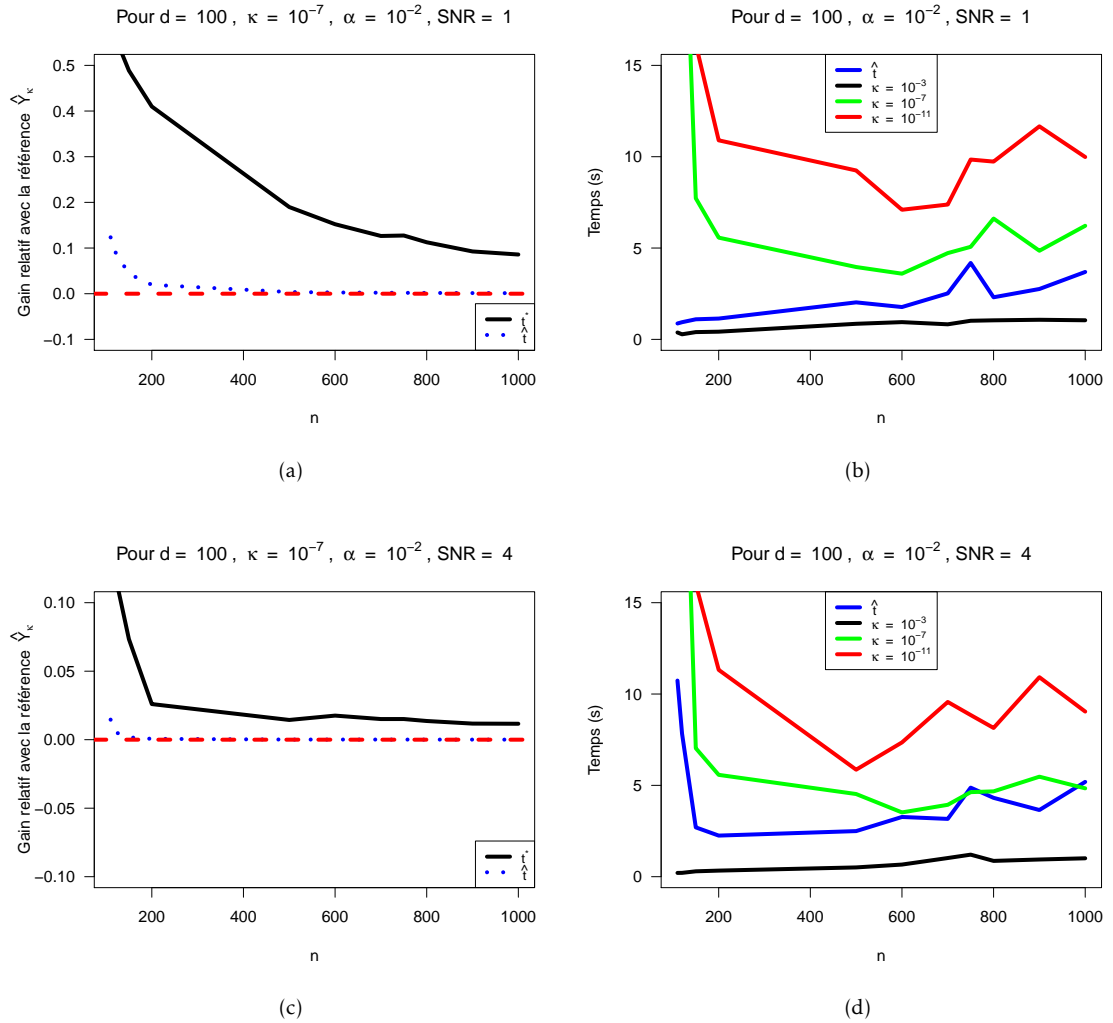 Pour d = 100 , κ = 10⁻⁷ , α = 10⁻² , SNR = 1
Gain relatif avec la référence Ŷ_κ
0.5
0.4
0.3
0.2
0.1
0.0
−0.1
200 400 600 800 1000
n
t*
t̂
(a)
Pour d = 100 , α = 10⁻² , SNR = 1
Temps (s)
15
10
5
0
200 400 600 800 1000
n
t̂
κ = 10⁻³
κ = 10⁻⁷
κ = 10⁻¹¹
(b)
Pour d = 100 , κ = 10⁻⁷ , α = 10⁻² , SNR = 4
Gain relatif avec la référence Ŷ_κ
0.10
0.05
0.00
−0.05
−0.10
200 400 600 800 1000
n
t*
t̂
(c)
Pour d = 100 , α = 10⁻² , SNR = 4
Temps (s)
15
10
5
0
200 400 600 800 1000
n
t̂
κ = 10⁻³
κ = 10⁻⁷
κ = 10⁻¹¹
(d)